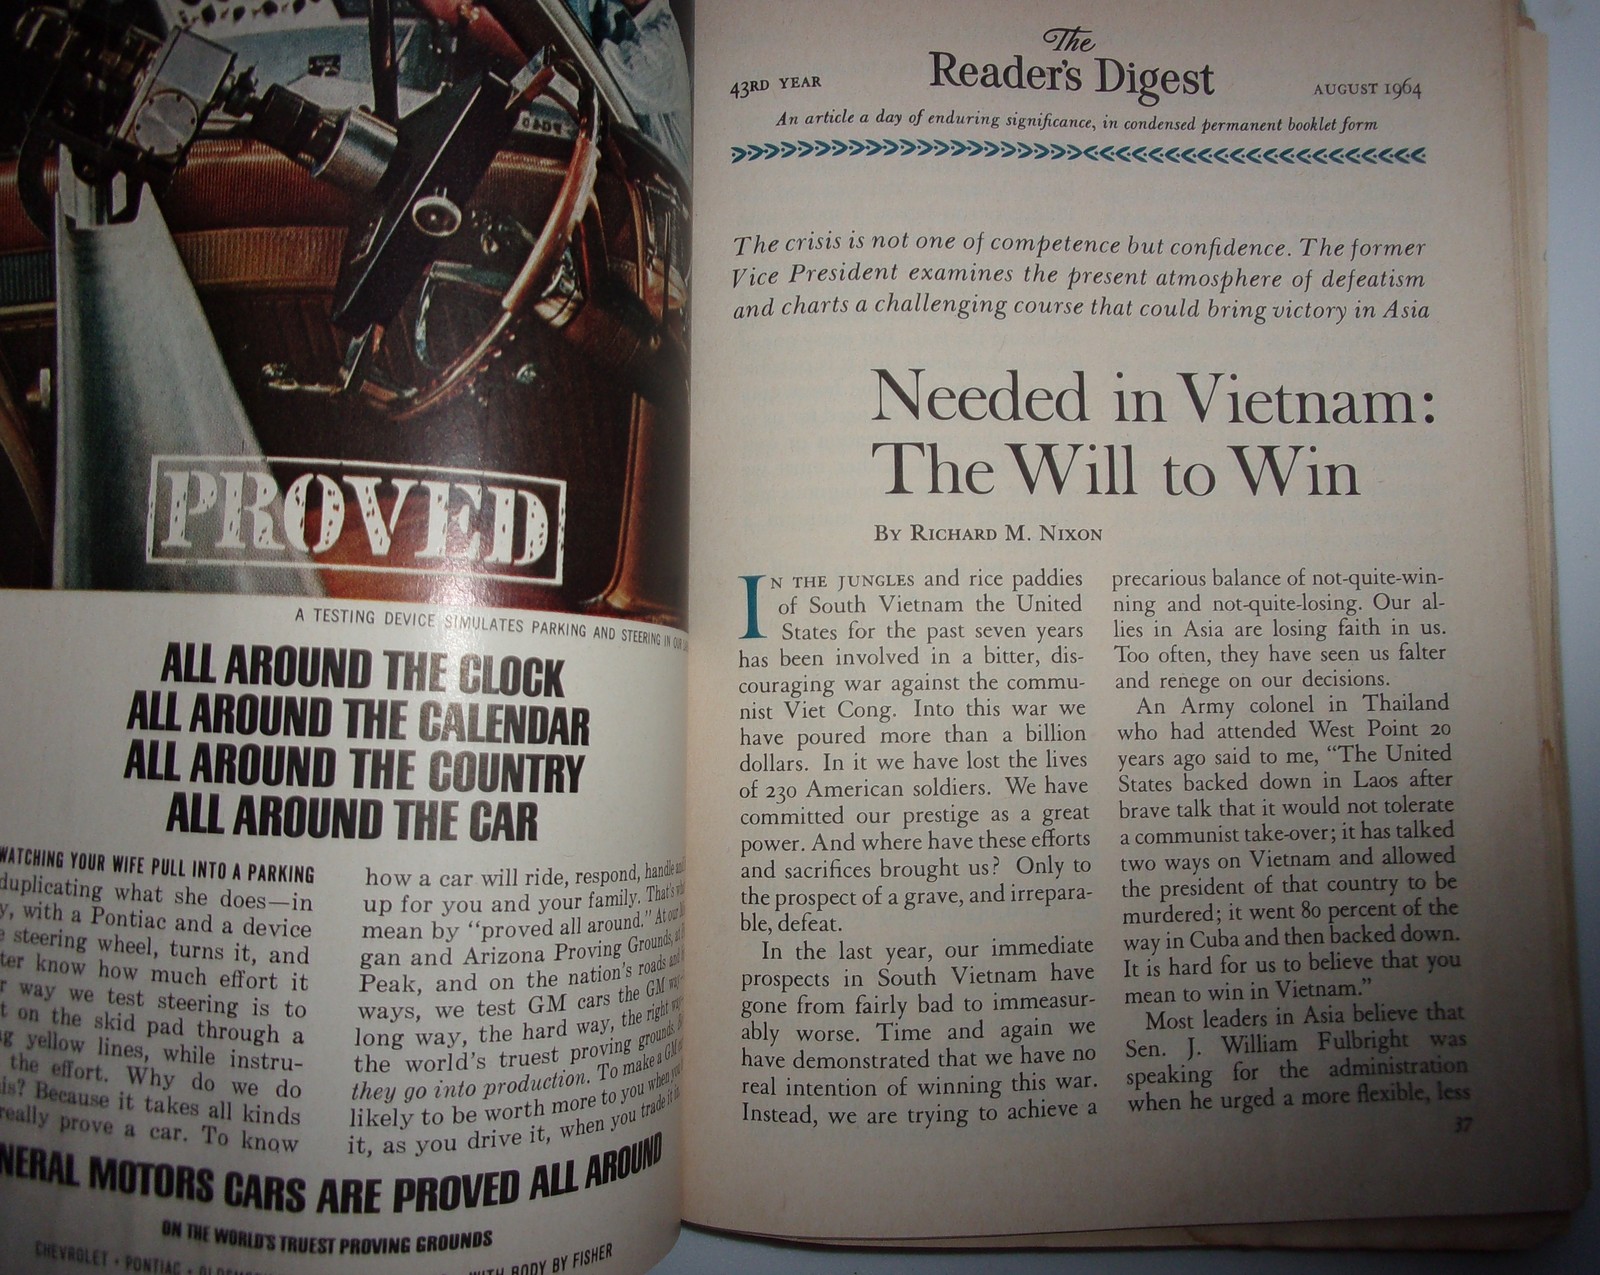 PROVED
A TESTING DEVICE SIMULATES PARKING AND STEERING IN OUR
ALL AROUND THE CLOCK
ALL AROUND THE CALENDAR
ALL AROUND THE COUNTRY
ALL AROUND THE CAR
WATCHING YOUR WIFE PULL INTO A PARKING
duplicating what she does—in
with a Pontiac and a device
steering wheel, turns it, and
know how much effort it
way we test steering is to
on the skid pad through a
yellow lines, while instru-
the effort. Why do we do
Because it takes all kinds
really prove a car. To know
how a car will ride, respond, handle
up for you and your family. That's
mean by "proved all around." At our
gan and Arizona Proving Grounds,
Peak, and on the nation's roads
ways, we test GM cars the GM
long way, the hard way, the right
the world's truest proving grounds.
they go into production. To make a GM
likely to be worth more to you when
it, as you drive it, when you trade it
NERAL MOTORS CARS ARE PROVED ALL AROUND
ON THE WORLD'S TRUEST PROVING GROUNDS
CHEVROLET • PONTIAC • WITH BODY BY FISHER
The
Reader's Digest
43RD YEAR
AUGUST 1964
An article a day of enduring significance, in condensed permanent booklet form
The crisis is not one of competence but confidence. The former
Vice President examines the present atmosphere of defeatism
and charts a challenging course that could bring victory in Asia
Needed in Vietnam:
The Will to Win
BY RICHARD M. NIXON
IN THE JUNGLES and rice paddies
of South Vietnam the United
States for the past seven years
has been involved in a bitter, dis-
couraging war against the commu-
nist Viet Cong. Into this war we
have poured more than a billion
dollars. In it we have lost the lives
of 230 American soldiers. We have
committed our prestige as a great
power. And where have these efforts
and sacrifices brought us? Only to
the prospect of a grave, and irrepara-
ble, defeat.
In the last year, our immediate
prospects in South Vietnam have
gone from fairly bad to immeasur-
ably worse. Time and again we
have demonstrated that we have no
real intention of winning this war.
Instead, we are trying to achieve a
precarious balance of not-quite-win-
ning and not-quite-losing. Our al-
lies in Asia are losing faith in us.
Too often, they have seen us falter
and renege on our decisions.
An Army colonel in Thailand
who had attended West Point 20
years ago said to me, "The United
States backed down in Laos after
brave talk that it would not tolerate
a communist take-over; it has talked
two ways on Vietnam and allowed
the president of that country to be
murdered; it went 80 percent of the
way in Cuba and then backed down.
It is hard for us to believe that you
mean to win in Vietnam."
Most leaders in Asia believe that
Sen. J. William Fulbright was
speaking for the administration
when he urged a more flexible, less
37